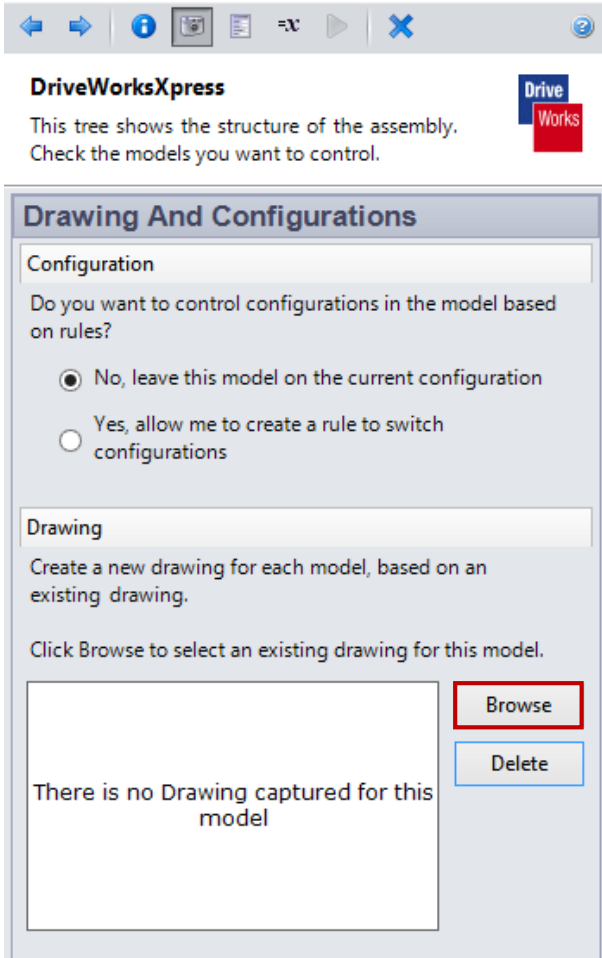 =x
DriveWorksXpress
Drive
Works
This tree shows the structure of the assembly.
Check the models you want to control.
Drawing And Configurations
Configuration
Do you want to control configurations in the model based
on rules?
No, leave this model on the current configuration
Yes, allow me to create a rule to switch
configurations
Drawing
Create a new drawing for each model, based on an
existing drawing.
Click Browse to select an existing drawing for this model.
Browse
Delete
There is no Drawing captured for this
model